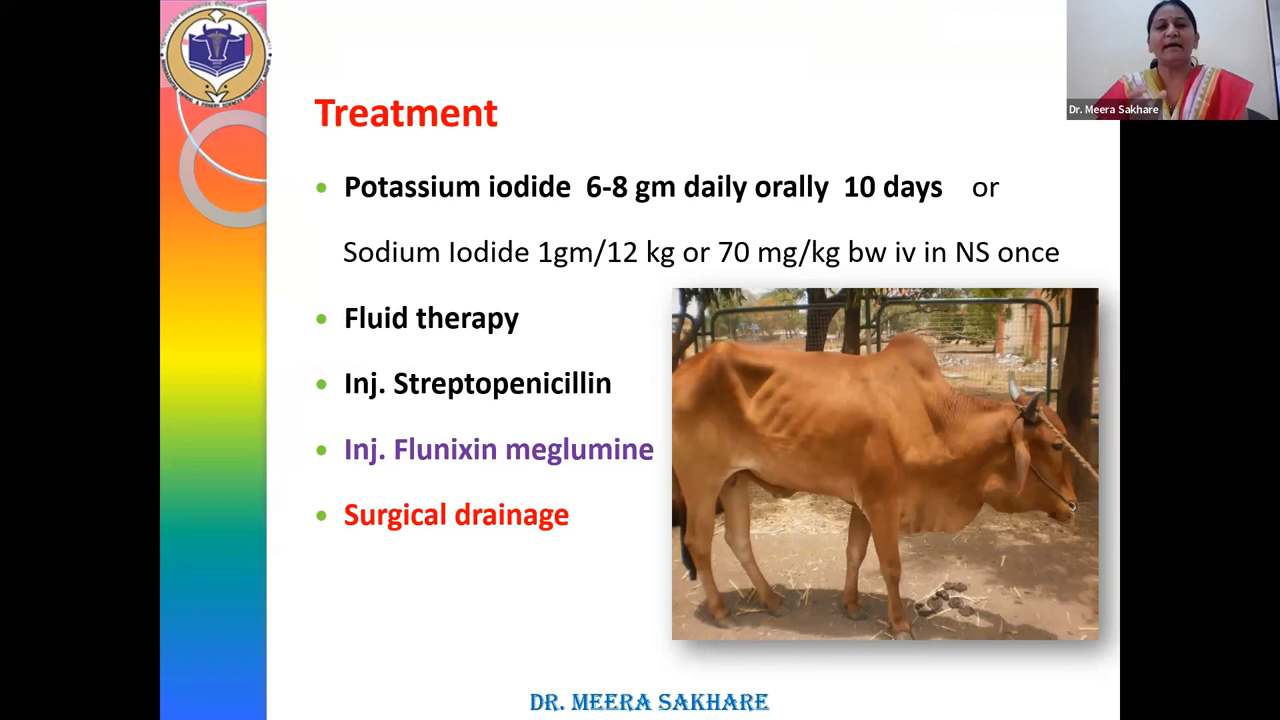 Treatment
• Potassium iodide 6-8 gm daily orally 10 days or
Sodium Iodide 1gm/12 kg or 70 mg/kg bw iv in NS once
• Fluid therapy
• Inj. Streptopenicillin
• Inj. Flunixin meglumine
• Surgical drainage
DR. MEERA SAKHARE
Dr. Meera Sakhare